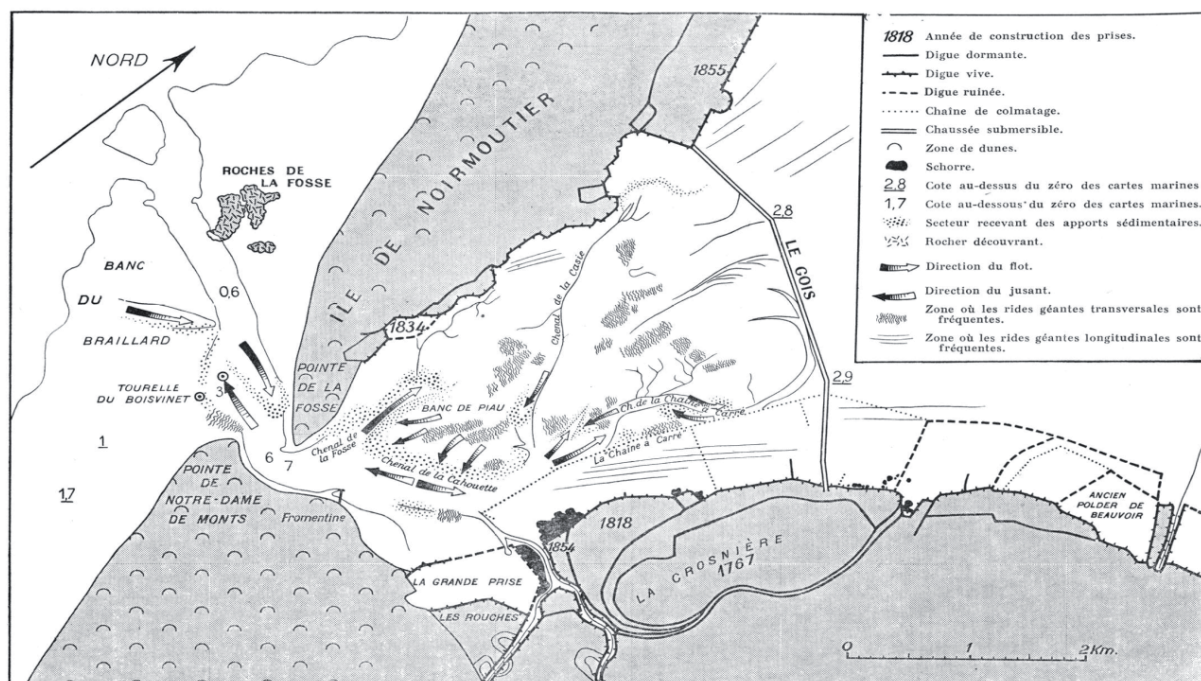 NORD
ROCHES DE
LA FOSSE
BANC
DU
BRAILLARD
0,6
TOURELLE
DU BOISVINET
3
1
1,7
6
7
POINTE
DE LA
FOSSE
ILE DE NOIRMOUTIER
1834
1855
Chenal de
la Fosse
BANC DE PIAU
Chenal de la Cahouette
Chenal de la Casie
Ch. de la Chaîne à Carré
La Chaîne à Carré
2,8
LE GOIS
2,9
POINTE
DE
NOTRE-DAME
DE MONTS
Fromentine
LA GRANDE PRISE
LES ROUCHES
1854
1818
LA CROSNIÈRE
1767
ANCIEN
POLDER DE
BEAUVOIR
0 1 2 Km.
1818 Année de construction des prises.
Digue dormante.
Digue vive.
Digue ruinée.
Chaîne de colmatage.
Chaussée submersible.
Zone de dunes.
Schorre.
2,8 Cote au-dessus du zéro des cartes marines.
1,7 Cote au-dessous du zéro des cartes marines.
Secteur recevant des apports sédimentaires.
Rocher découvrant.
Direction du flot.
Direction du jusant.
Zone où les rides géantes transversales sont
fréquentes.
Zone où les rides géantes longitudinales sont
fréquentes.